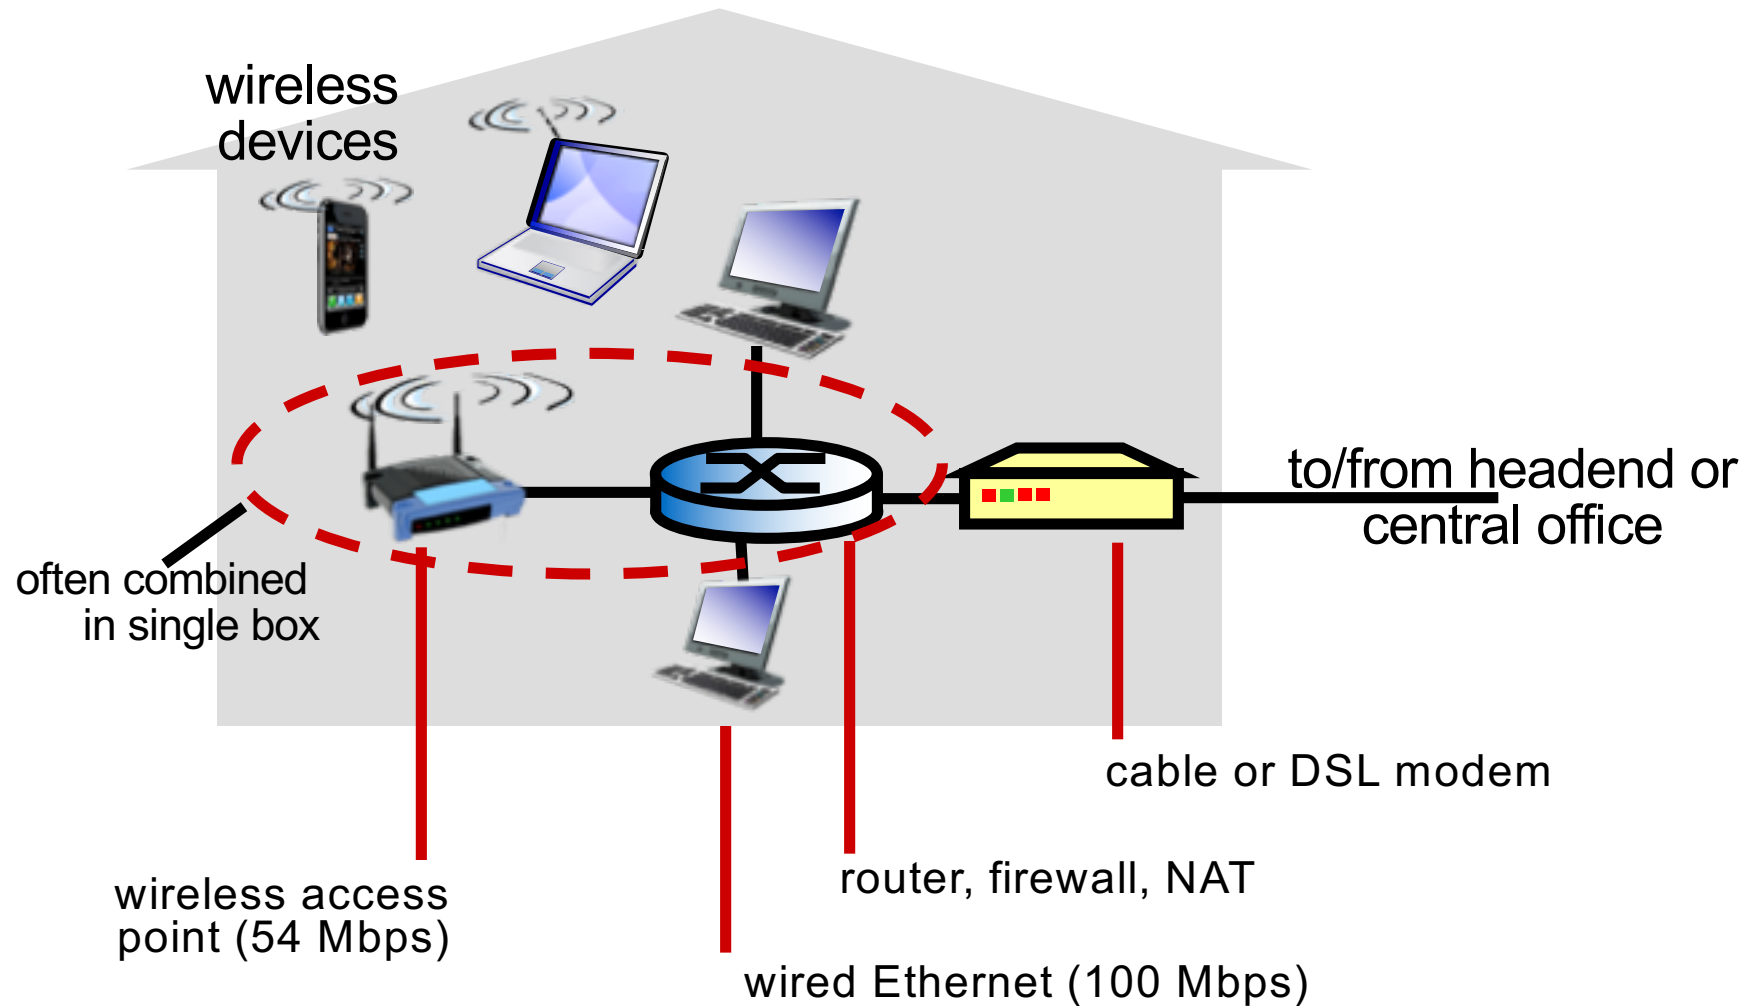 wireless
devices
to/from headend or
central office
often combined
in single box
cable or DSL modem
router, firewall, NAT
wireless access
point (54 Mbps)
wired Ethernet (100 Mbps)